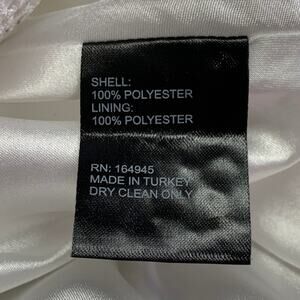 SHELL:
100% POLYESTER
LINING:
100% POLYESTER
RN: 164945
MADE IN TURKEY
DRY CLEAN ONLY